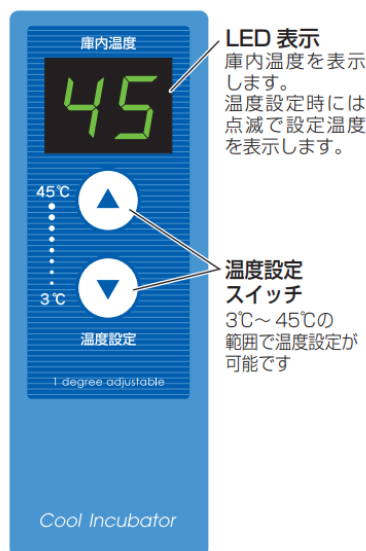 庫内温度
45
45℃
3℃
温度設定
1 degree adjustable
Cool Incubator
LED 表示
庫内温度を表示
します。
温度設定時には
点滅で設定温度
を表示します。
温度設定
スイッチ
3℃~ 45℃の
範囲で温度設定が
可能です